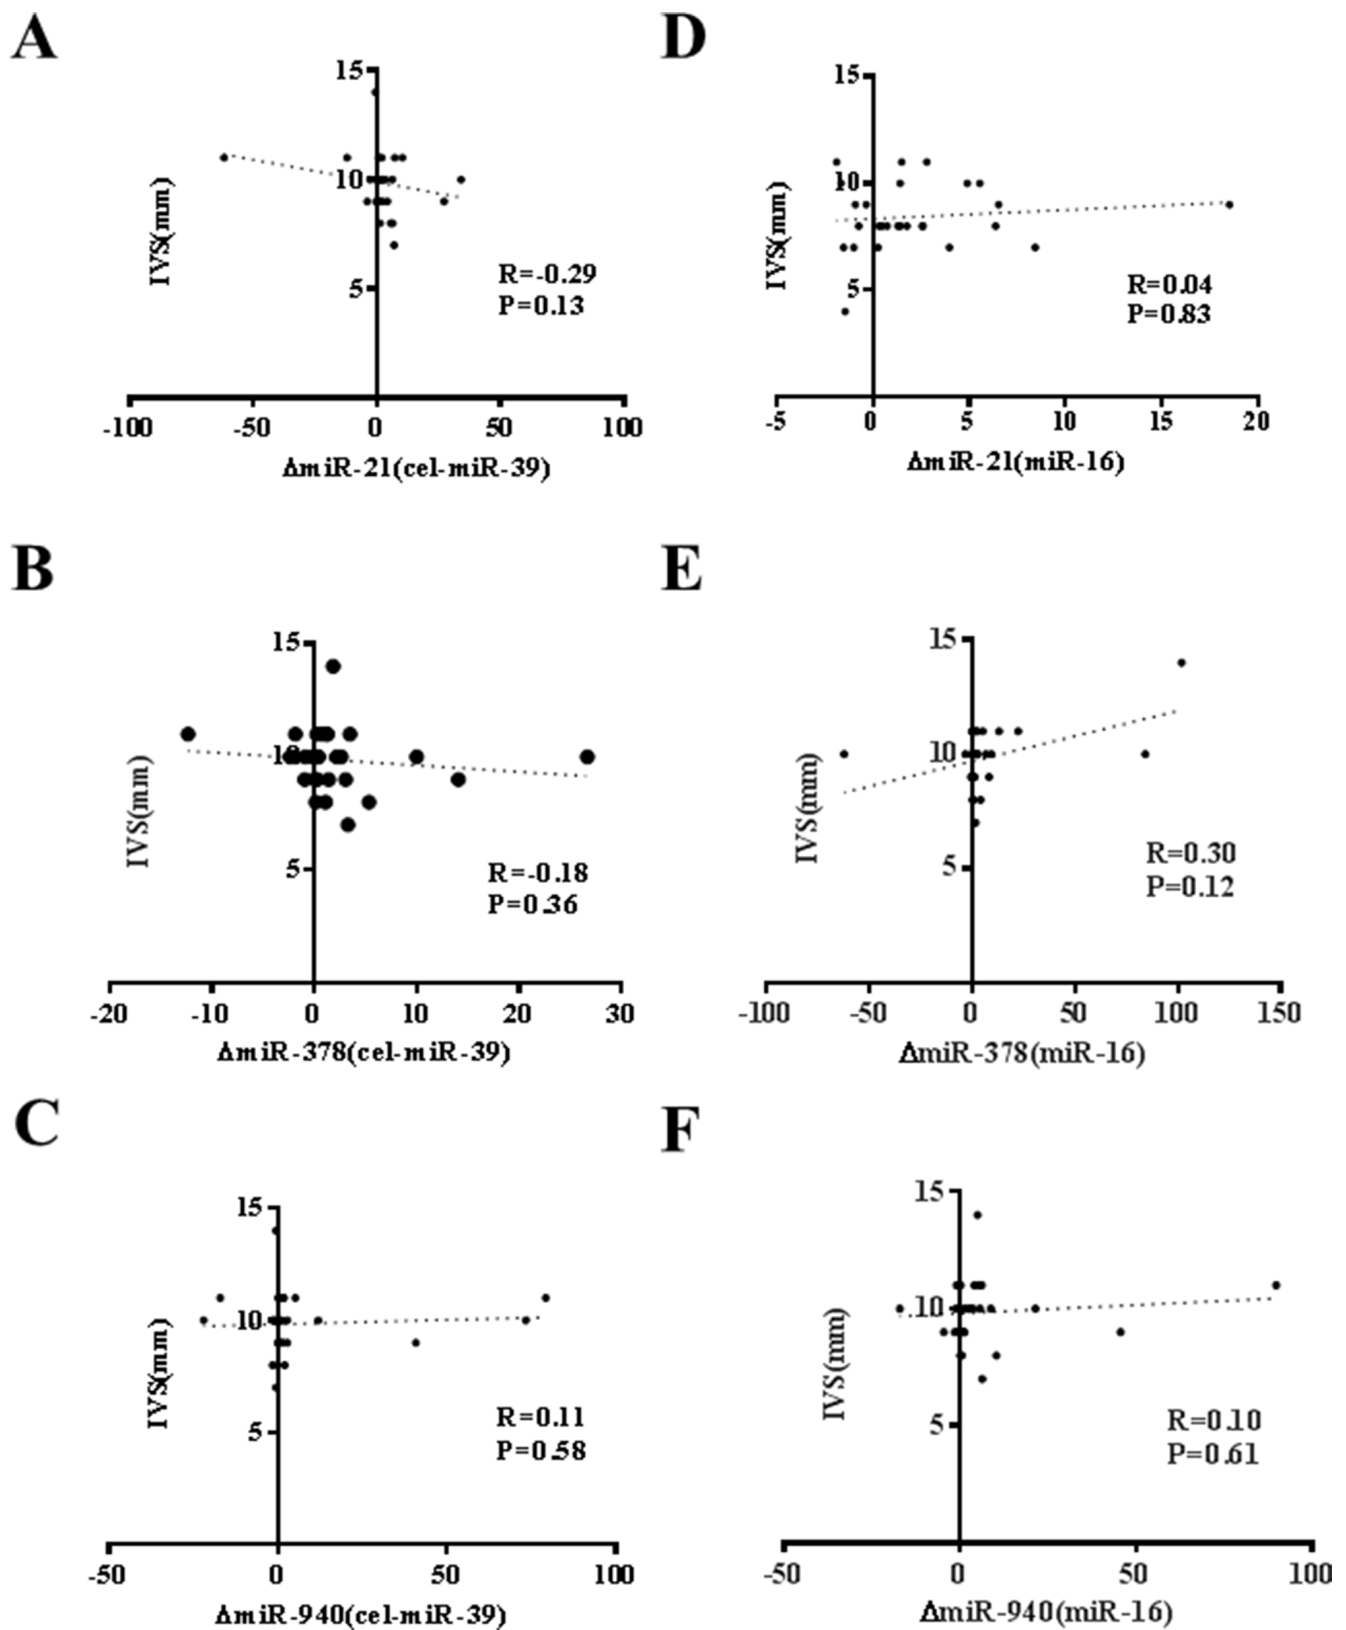 A
15
10
5
IVS(mm)
R=-0.29
P=0.13
-100 -50 0 50 100
ΔmiR-21(cel-miR-39)
D
15
10
5
IVS(mm)
R=0.04
P=0.83
-5 0 5 10 15 20
ΔmiR-21(miR-16)
B
15
10
5
IVS(mm)
R=-0.18
P=0.36
-20 -10 0 10 20 30
ΔmiR-378(cel-miR-39)
E
15
10
5
IVS(mm)
R=0.30
P=0.12
-100 -50 0 50 100 150
ΔmiR-378(miR-16)
C
15
10
5
IVS(mm)
R=0.11
P=0.58
-50 0 50 100
ΔmiR-940(cel-miR-39)
F
15
10
5
IVS(mm)
R=0.10
P=0.61
-50 0 50 100
ΔmiR-940(miR-16)